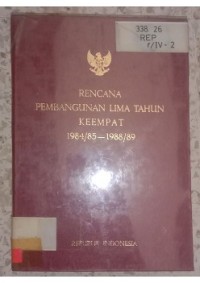 338 26
REP
r/IV-2
RENCANA
PEMBANGUNAN LIMA TAHUN
KEEMPAT
1984/85—1988/89
REPUBLIK INDONESIA